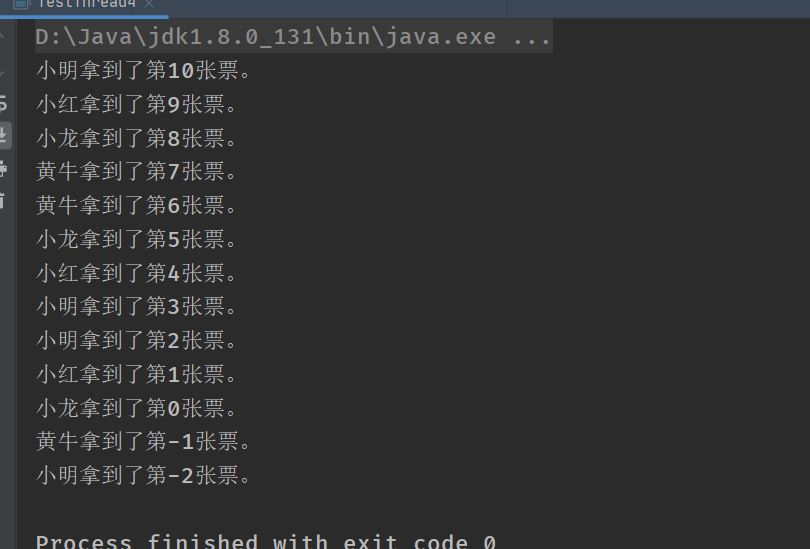 TestThread4
D:\Java\jdk1.8.0_131\bin\java.exe ...
小明拿到了第10张票。
小红拿到了第9张票。
小龙拿到了第8张票。
黄牛拿到了第7张票。
黄牛拿到了第6张票。
小龙拿到了第5张票。
小红拿到了第4张票。
小明拿到了第3张票。
小明拿到了第2张票。
小红拿到了第1张票。
小龙拿到了第0张票。
黄牛拿到了第-1张票。
小明拿到了第-2张票。
Process finished with exit code 0